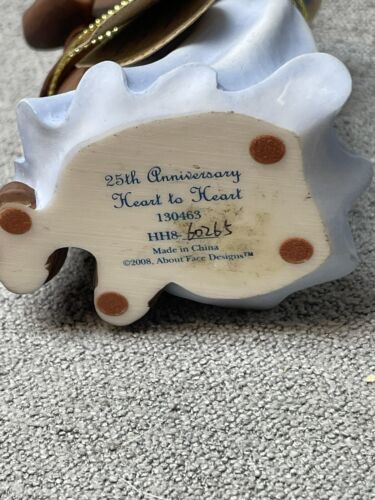 25th Anniversary
Heart to Heart
130463
HH8-60265
Made in China
©2008, About Face Designs™